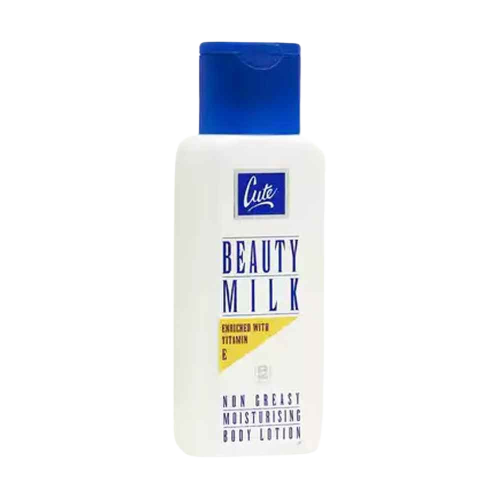 Cute
BEAUTY
MILK
ENRICHED WITH
VITAMIN
E
NON GREASY
MOISTURISING
BODY LOTION